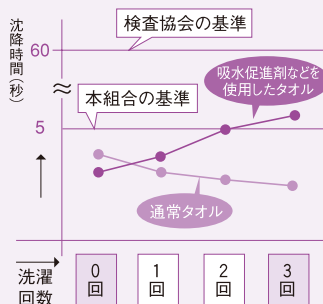 沈降時間(秒)
検査協会の基準
60
吸水促進剤などを
使用したタオル
本組合の基準
5
通常タオル
洗濯
回数
0回
1回
2回
3回